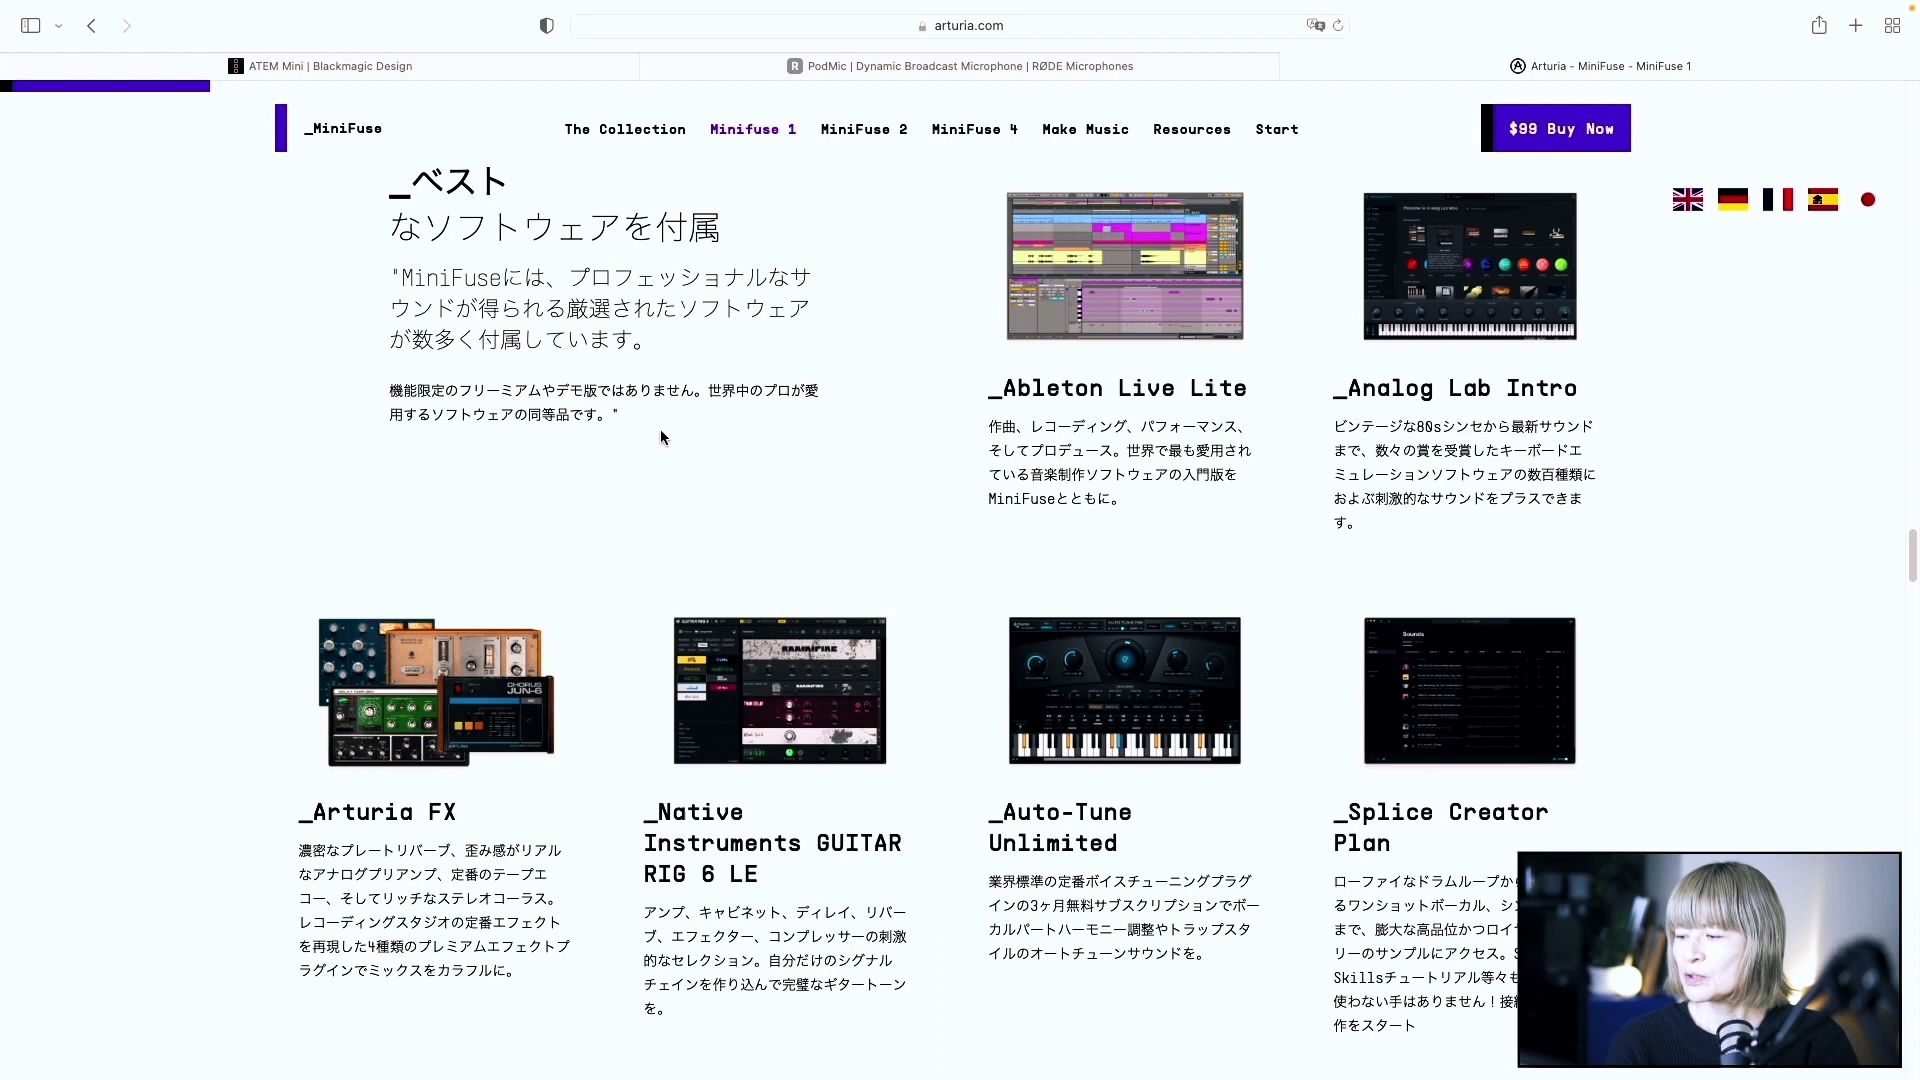 arturia.com
ATEM Mini | Blackmagic Design
PodMic | Dynamic Broadcast Microphone | RØDE Microphones
Arturia - MiniFuse - MiniFuse 1
_MiniFuse
The Collection
Minifuse 1
MiniFuse 2
MiniFuse 4
Make Music
Resources
Start
$99 Buy Now
_ベスト
なソフトウェアを付属
"MiniFuseには、プロフェッショナルなサ
ウンドが得られる厳選されたソフトウェア
が数多く付属しています。
機能限定のフリーミアムやデモ版ではありません。世界中のプロが愛
用するソフトウェアの同等品です。"
_Ableton Live Lite
作曲、レコーディング、パフォーマンス、
そしてプロデュース。世界で最も愛用され
ている音楽制作ソフトウェアの入門版を
MiniFuseとともに。
_Analog Lab Intro
ビンテージな80sシンセから最新サウンド
まで、数々の賞を受賞したキーボードエ
ミュレーションソフトウェアの数百種類に
およぶ刺激的なサウンドをプラスできま
す。
CHORUS
JUN-6
GUITAR RIG 6
RAMMFIRE
RAMMFIRE
Sounds
_Arturia FX
濃密なプレートリバーブ、歪み感がリアル
なアナログプリアンプ、定番のテープエ
コー、そしてリッチなステレオコーラス。
レコーディングスタジオの定番エフェクト
を再現した4種類のプレミアムエフェクトプ
ラグインでミックスをカラフルに。
_Native
Instruments GUITAR
RIG 6 LE
アンプ、キャビネット、ディレイ、リバー
ブ、エフェクター、コンプレッサーの刺激
的なセレクション。自分だけのシグナル
チェインを作り込んで完璧なギタートーン
を。
_Auto-Tune
Unlimited
業界標準の定番ボイスチューニングプラグ
インの3ヶ月無料サブスクリプションでボー
カルパートハーモニー調整やトラップスタ
イルのオートチューンサウンドを。
_Splice Creator
Plan
ローファイなドラムループか
るワンショットボーカル、シ
まで、膨大な高品位かつロイ
リーのサンプルにアクセス。
Skillsチュートリアル等々も
使わない手はありません！接
作をスタート